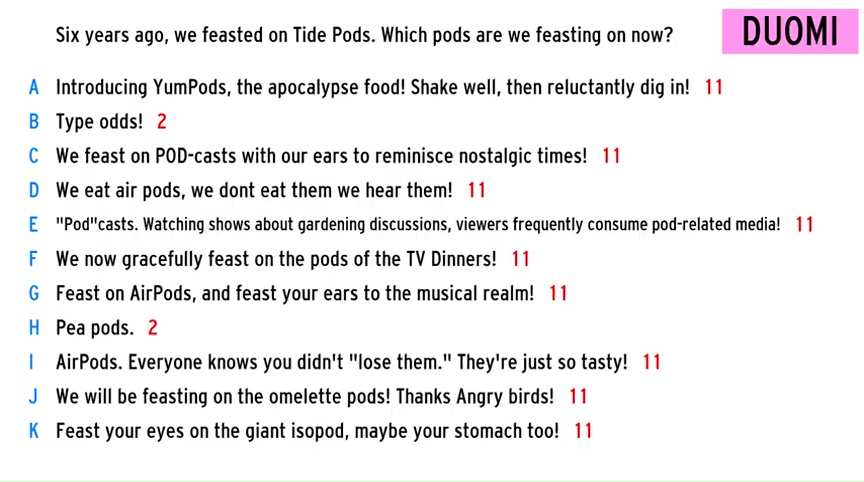 Six years ago, we feasted on Tide Pods. Which pods are we feasting on now?
DUOMI
A Introducing YumPods, the apocalypse food! Shake well, then reluctantly dig in! 11
B Type odds! 2
C We feast on POD-casts with our ears to reminisce nostalgic times! 11
D We eat air pods, we dont eat them we hear them! 11
E "Pod"casts. Watching shows about gardening discussions, viewers frequently consume pod-related media! 11
F We now gracefully feast on the pods of the TV Dinners! 11
G Feast on AirPods, and feast your ears to the musical realm! 11
H Pea pods. 2
I AirPods. Everyone knows you didn't "lose them." They're just so tasty! 11
J We will be feasting on the omelette pods! Thanks Angry birds! 11
K Feast your eyes on the giant isopod, maybe your stomach too! 11